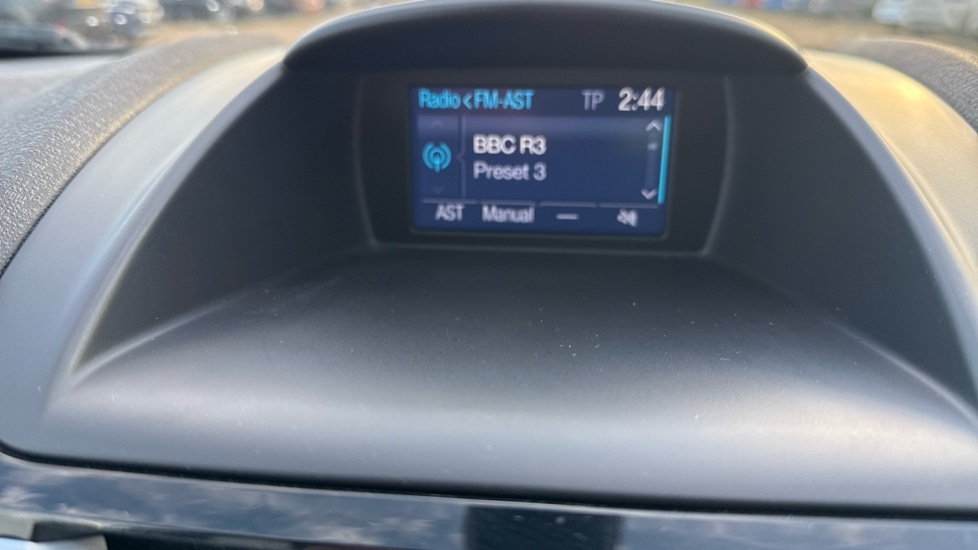 Radio<FM-AST TP 2:44
BBC R3
Preset 3
AST Manual